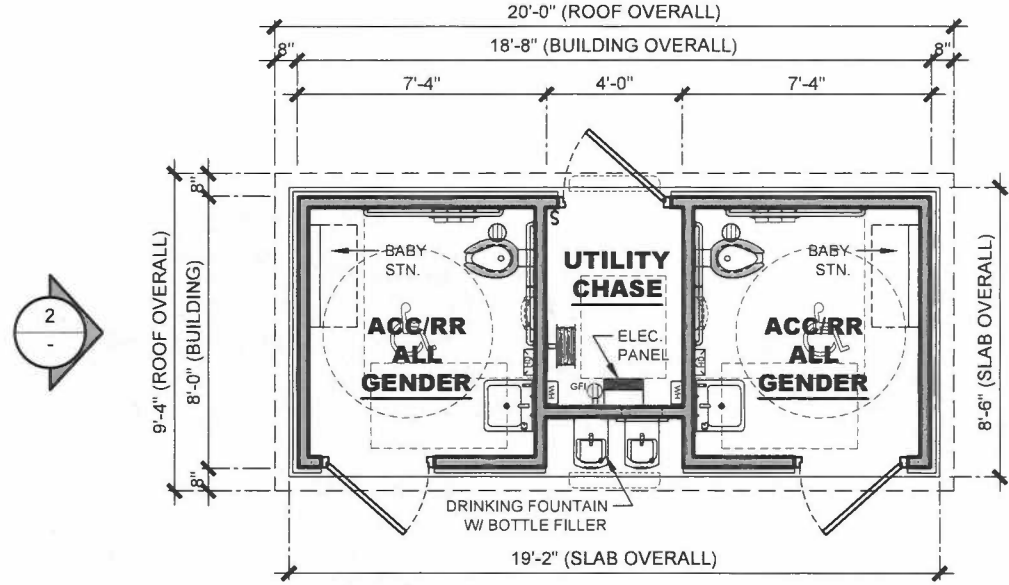 20'-0" (ROOF OVERALL)
8"
18'-8" (BUILDING OVERALL)
8"
7'-4"
4'-0"
7'-4"
9'-4" (ROOF OVERALL)
8"
8'-0" (BUILDING)
8"
8'-6" (SLAB OVERALL)
2
-
S
BABY
STN.
ACC/RR
ALL
GENDER
UTILITY
CHASE
ELEC.
PANEL
GFI
WH
WH
BABY
STN.
ACC/RR
ALL
GENDER
DRINKING FOUNTAIN
W/ BOTTLE FILLER
19'-2" (SLAB OVERALL)